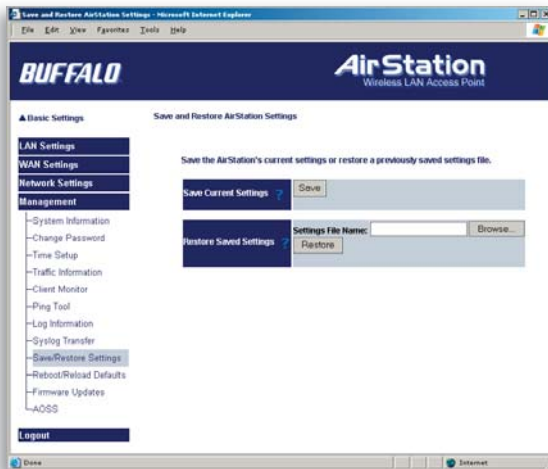 Save and Restore AirStation Settings - Microsoft Internet Explorer
File Edit View Favorites Tools Help
BUFFALO
AirStation
Wireless LAN Access Point
Basic Settings
Save and Restore AirStation Settings
LAN Settings
WAN Settings
Network Settings
Management
System Information
Change Password
Time Setup
Traffic Information
Client Monitor
Ping Tool
Log Information
Syslog Transfer
Save/Restore Settings
Reboot/Reload Defaults
Firmware Updates
AOSS
Logout
Save the AirStation's current settings or restore a previously saved settings file.
Save Current Settings ? Save
Restore Saved Settings ? Settings File Name: Browse...
Restore
Done Internet